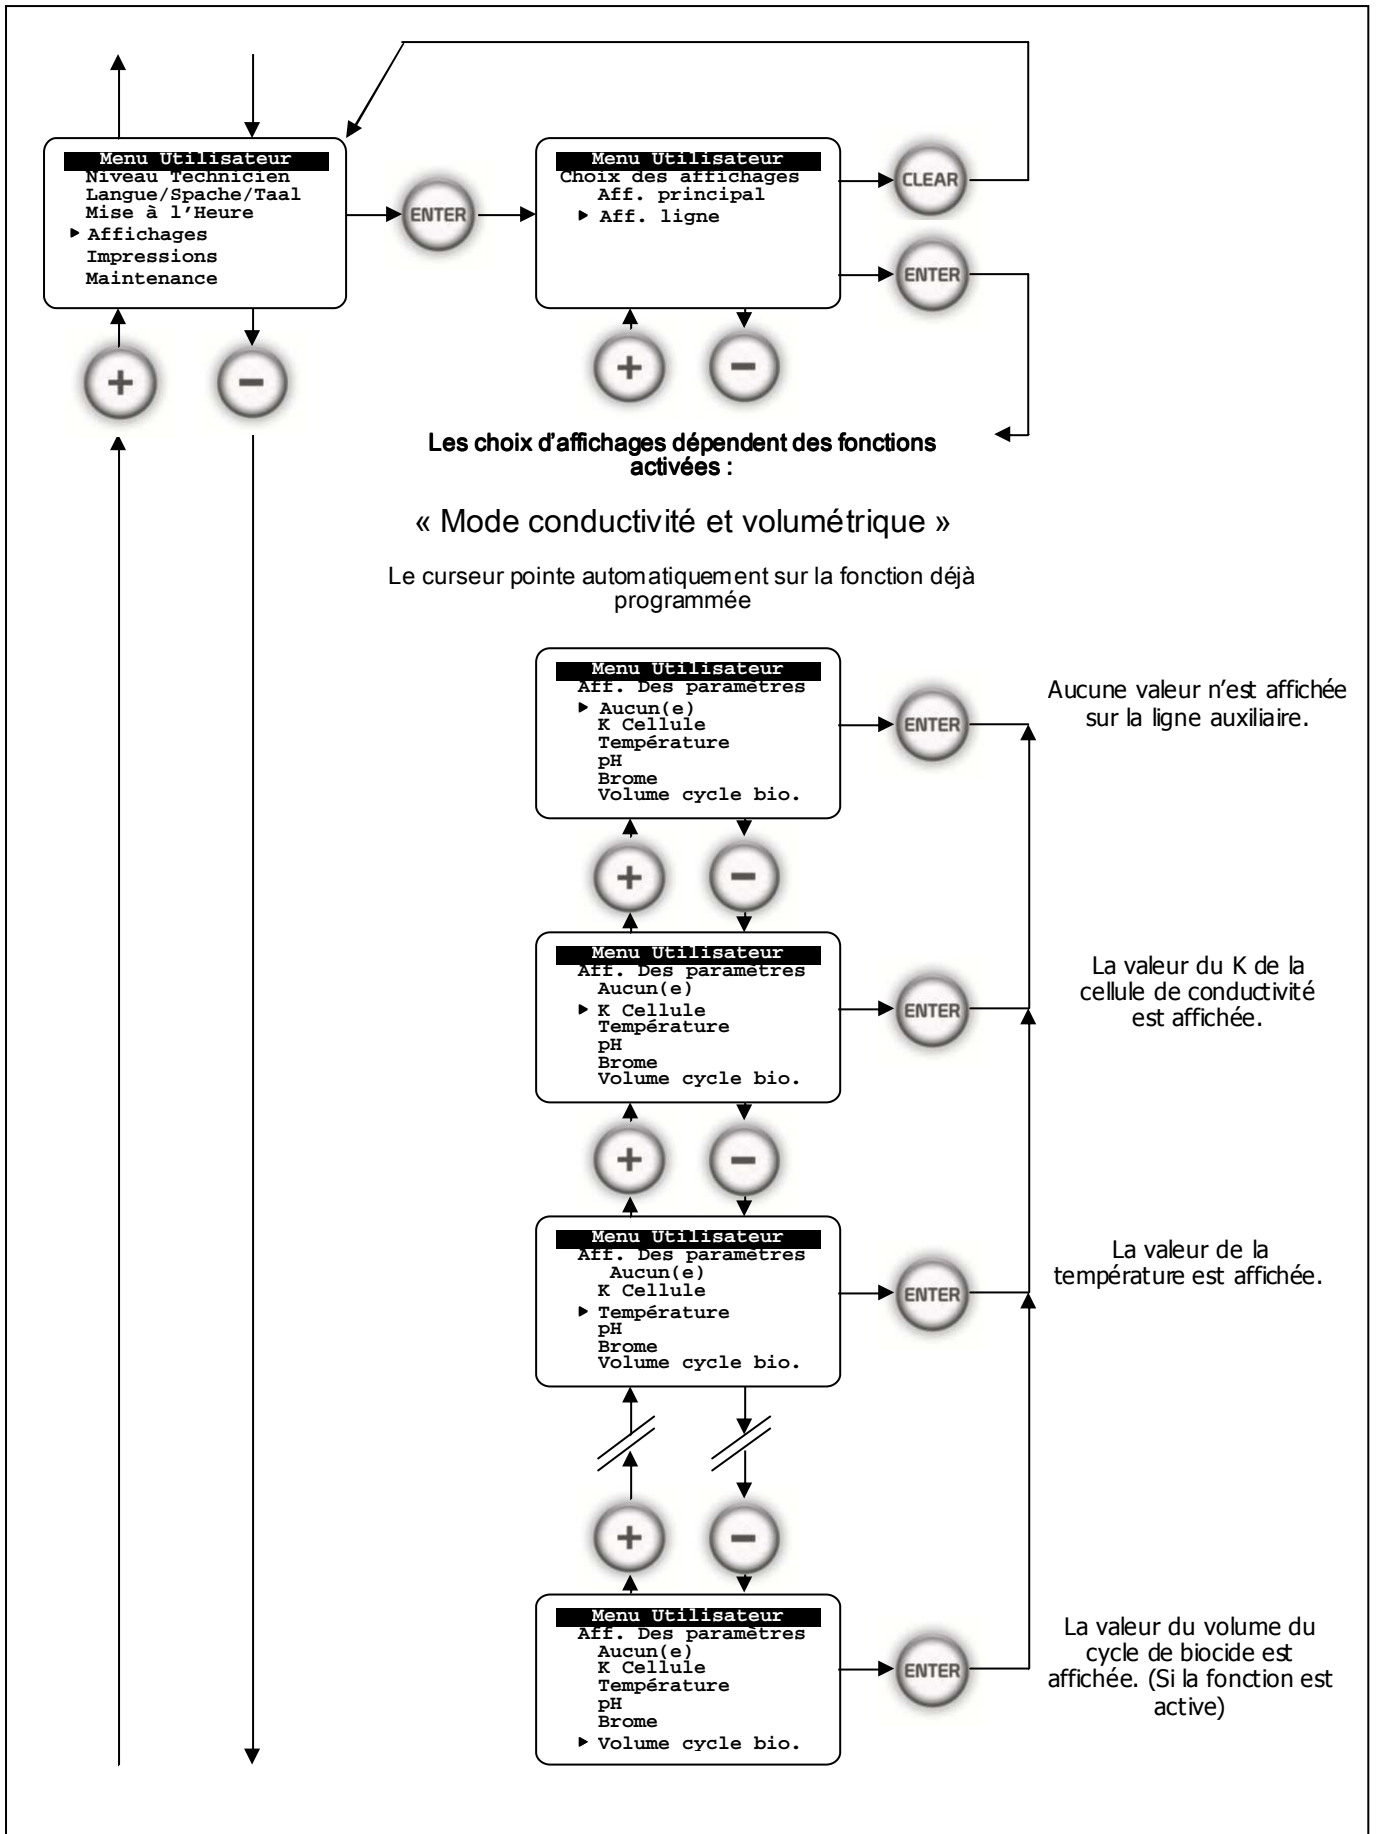 Menu Utilisateur
Niveau Technicien
Langue/Spache/Taal
Mise à l'Heure
▶ Affichages
Impressions
Maintenance
ENTER
Menu Utilisateur
Choix des affichages
Aff. principal
▶ Aff. ligne
CLEAR
ENTER
+
−
+
−
Les choix d'affichages dépendent des fonctions
activées :
« Mode conductivité et volumétrique »
Le curseur pointe automatiquement sur la fonction déjà
programmée
Menu Utilisateur
Aff. Des paramètres
▶ Aucun(e)
K Cellule
Température
pH
Brome
Volume cycle bio.
ENTER
Aucune valeur n'est affichée
sur la ligne auxiliaire.
+
−
Menu Utilisateur
Aff. Des paramètres
Aucun(e)
▶ K Cellule
Température
pH
Brome
Volume cycle bio.
ENTER
La valeur du K de la
cellule de conductivité
est affichée.
+
−
Menu Utilisateur
Aff. Des paramètres
Aucun(e)
K Cellule
▶ Température
pH
Brome
Volume cycle bio.
ENTER
La valeur de la
température est affichée.
+
−
Menu Utilisateur
Aff. Des paramètres
Aucun(e)
K Cellule
Température
pH
Brome
▶ Volume cycle bio.
ENTER
La valeur du volume du
cycle de biocide est
affichée. (Si la fonction est
active)